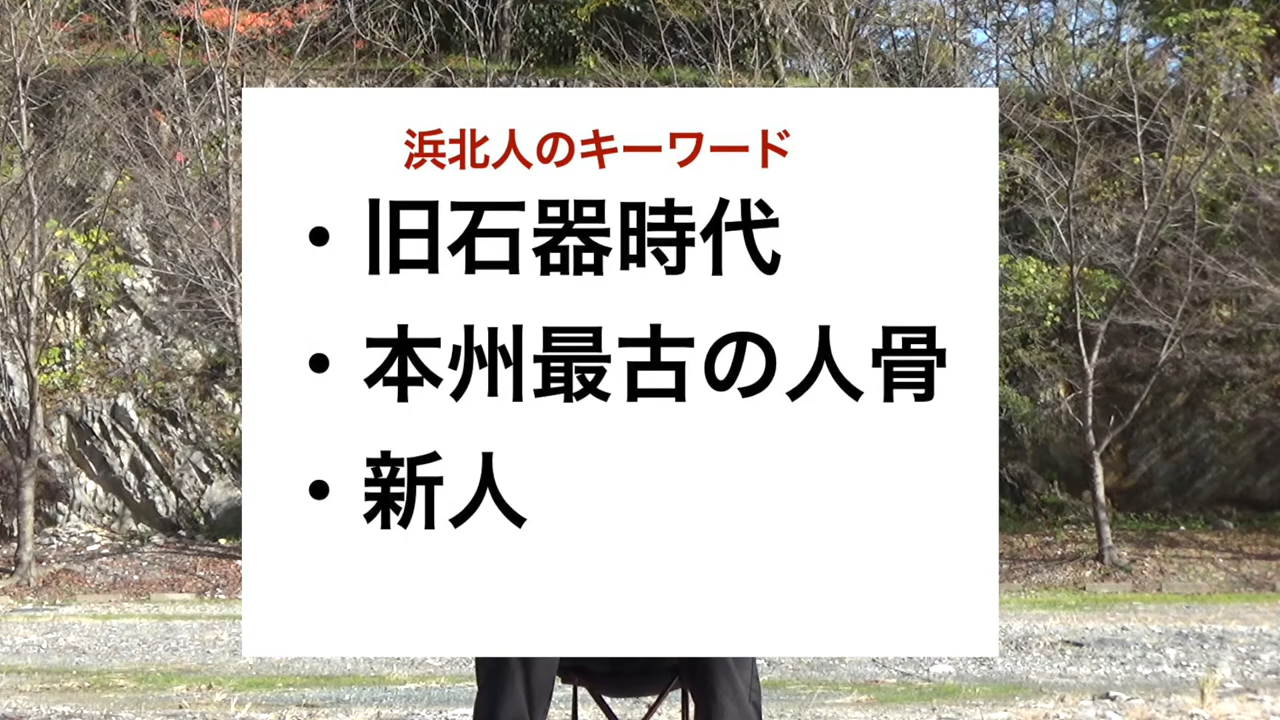 浜北人のキーワード
・旧石器時代
・本州最古の人骨
・新人